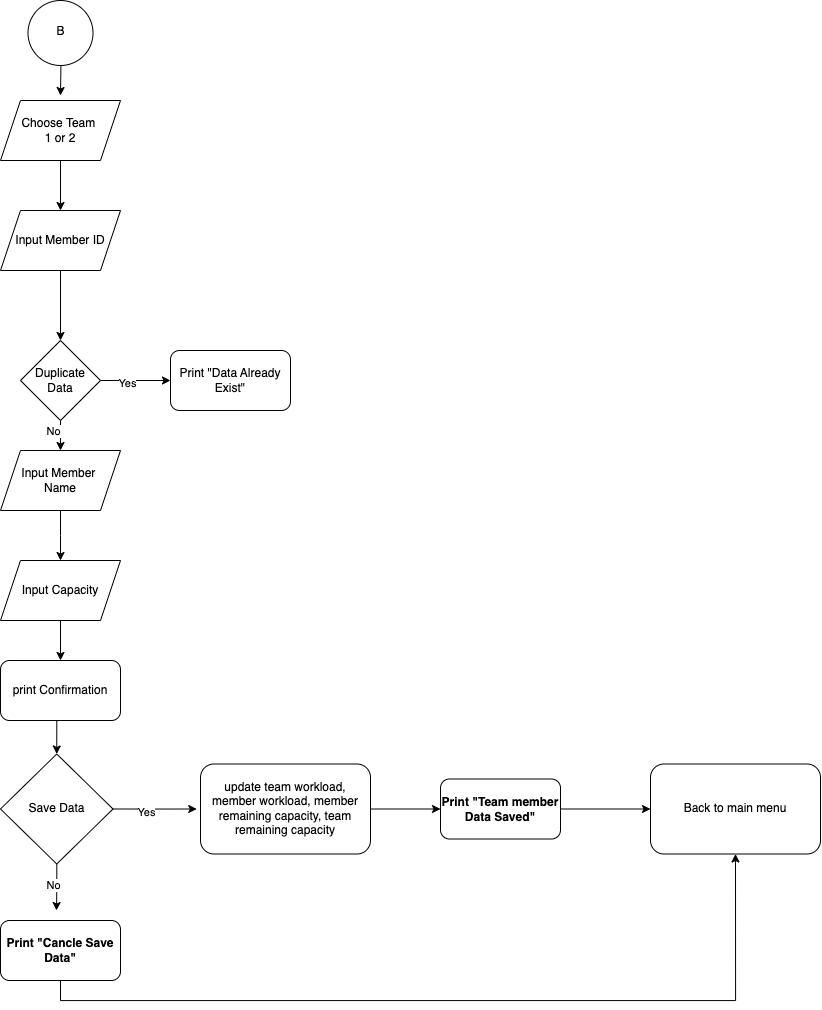 B
Choose Team
1 or 2
Input Member ID
Duplicate
Data
Yes
Print "Data Already
Exist"
No
Input Member
Name
Input Capacity
print Confirmation
Save Data
Yes
update team workload,
member workload, member
remaining capacity, team
remaining capacity
Print "Team member
Data Saved"
Back to main menu
No
Print "Cancle Save
Data"